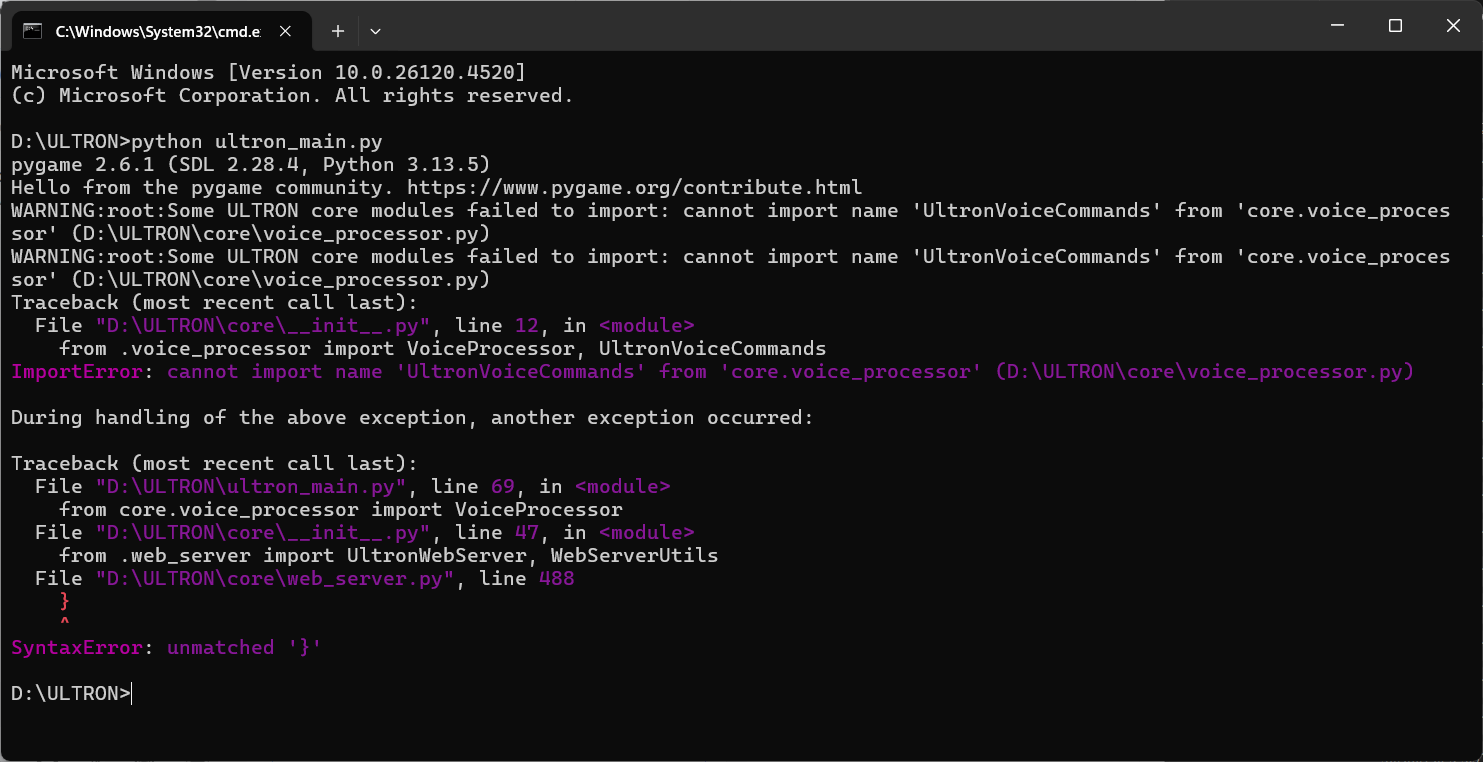 C:\Windows\System32\cmd.e
Microsoft Windows [Version 10.0.26120.4520]
(c) Microsoft Corporation. All rights reserved.
D:\ULTRON>python ultron_main.py
pygame 2.6.1 (SDL 2.28.4, Python 3.13.5)
Hello from the pygame community. https://www.pygame.org/contribute.html
WARNING:root:Some ULTRON core modules failed to import: cannot import name 'UltronVoiceCommands' from 'core.voice_proces
sor' (D:\ULTRON\core\voice_processor.py)
WARNING:root:Some ULTRON core modules failed to import: cannot import name 'UltronVoiceCommands' from 'core.voice_proces
sor' (D:\ULTRON\core\voice_processor.py)
Traceback (most recent call last):
  File "D:\ULTRON\core\__init__.py", line 12, in <module>
    from .voice_processor import VoiceProcessor, UltronVoiceCommands
ImportError: cannot import name 'UltronVoiceCommands' from 'core.voice_processor' (D:\ULTRON\core\voice_processor.py)
During handling of the above exception, another exception occurred:
Traceback (most recent call last):
  File "D:\ULTRON\ultron_main.py", line 69, in <module>
    from core.voice_processor import VoiceProcessor
  File "D:\ULTRON\core\__init__.py", line 47, in <module>
    from .web_server import UltronWebServer, WebServerUtils
  File "D:\ULTRON\core\web_server.py", line 488
    }
    ^
SyntaxError: unmatched '}'
D:\ULTRON>